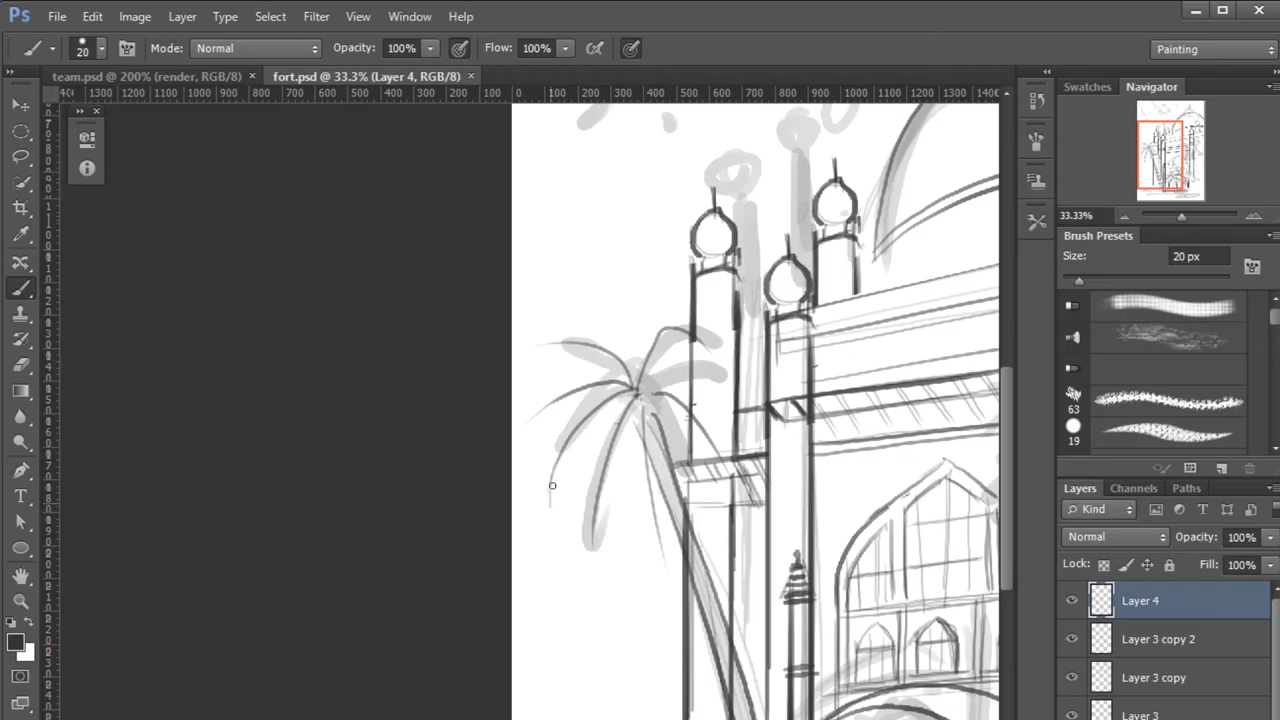 Ps File Edit Image Layer Type Select Filter View Window Help
20 Mode: Normal Opacity: 100% Flow: 100% Painting
team.psd @ 200% (render, RGB/8) × fort.psd @ 33.3% (Layer 4, RGB/8) ×
1300 1200 1100 1000 900 800 700 600 500 400 300 200 100 0 100 200 300 400 500 600 700 800 900 1000 1100 1200 1300 1400
Swatches Navigator
33.33%
Brush Presets
Size: 20 px
63
19
Layers Channels Paths
Kind
Normal Opacity: 100%
Lock: Fill: 100%
Layer 4
Layer 3 copy 2
Layer 3 copy
Layer 3